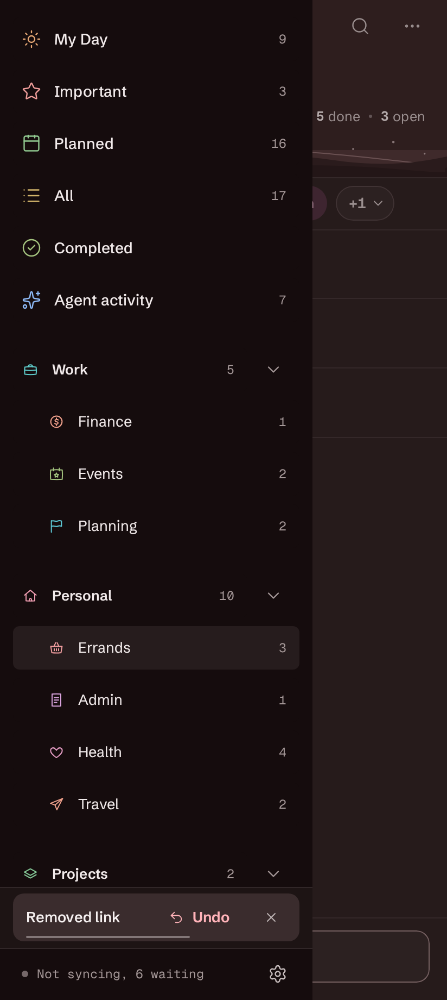 My Day 9
Important 3
5 done • 3 open
Planned 16
All 17
+1
Completed
Agent activity 7
Work 5
Finance 1
Events 2
Planning 2
Personal 10
Errands 3
Admin 1
Health 4
Travel 2
Projects 2
Removed link Undo
Not syncing, 6 waiting